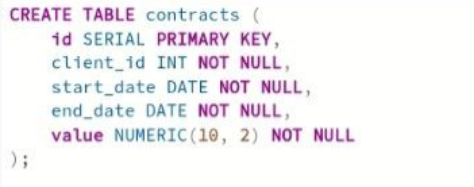 CREATE TABLE contracts (
    id SERIAL PRIMARY KEY,
    client_id INT NOT NULL,
    start_date DATE NOT NULL,
    end_date DATE NOT NULL,
    value NUMERIC(10, 2) NOT NULL
);